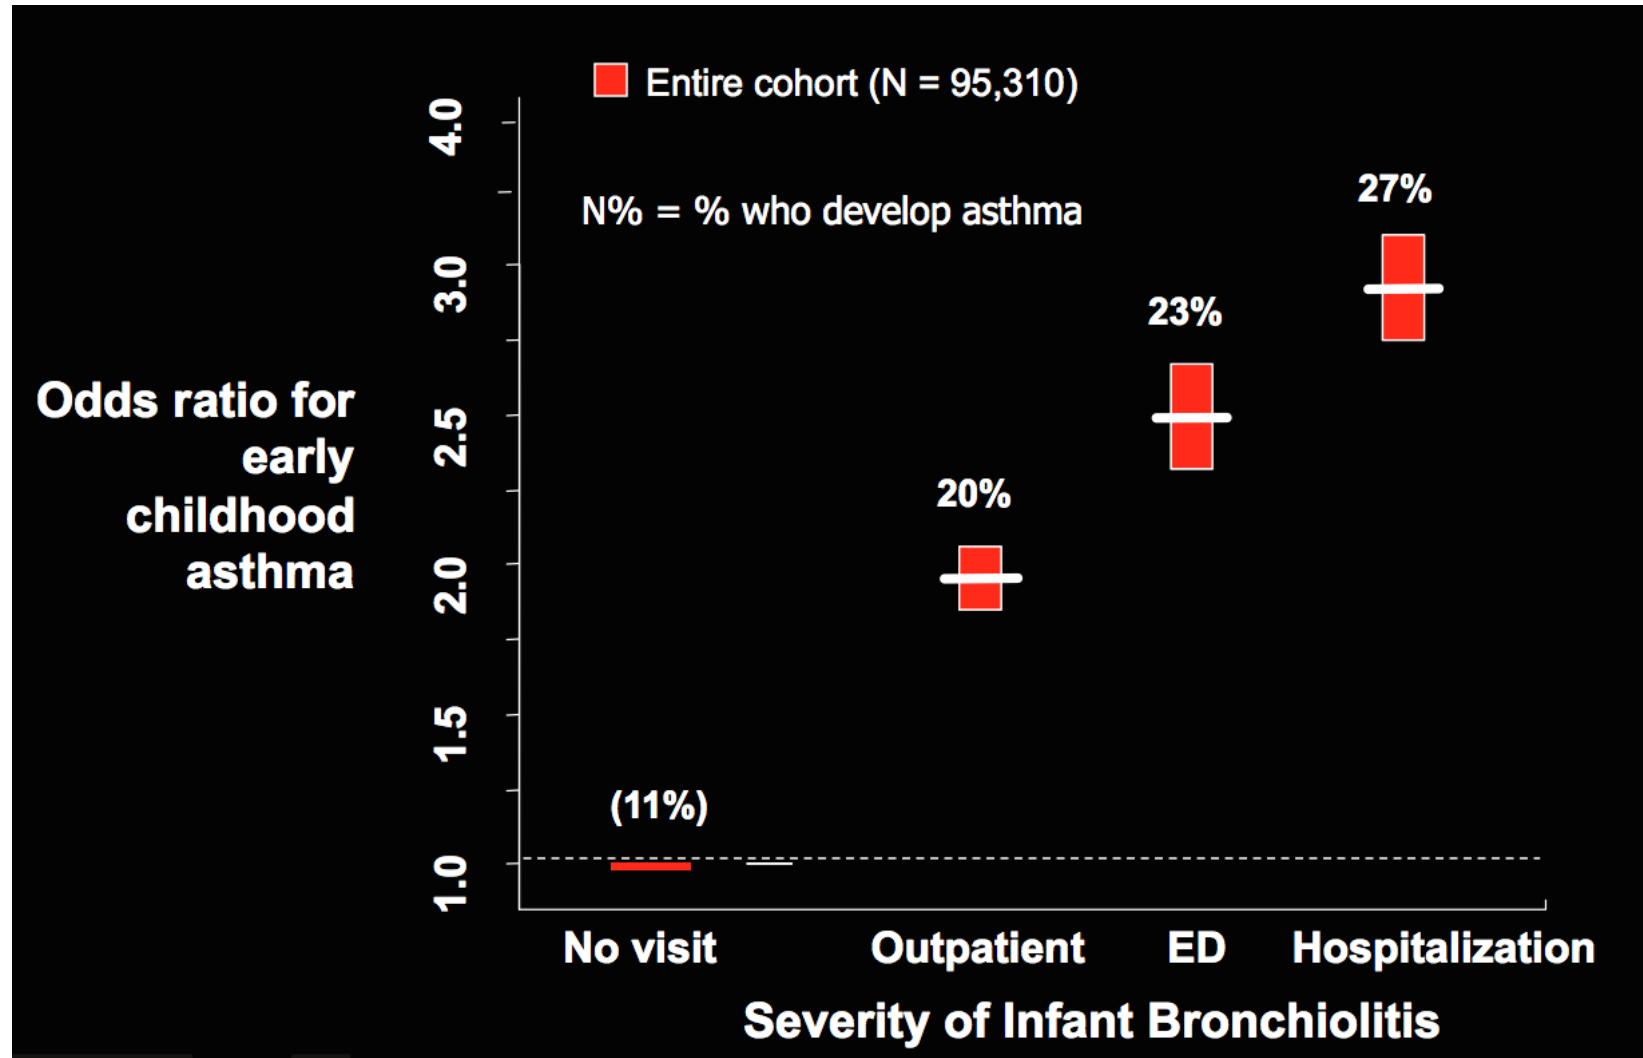 Entire cohort (N = 95,310)
N% = % who develop asthma
4.0
3.0
2.5
2.0
1.5
1.0
Odds ratio for
early
childhood
asthma
(11%)
20%
23%
27%
No visit
Outpatient
ED
Hospitalization
Severity of Infant Bronchiolitis